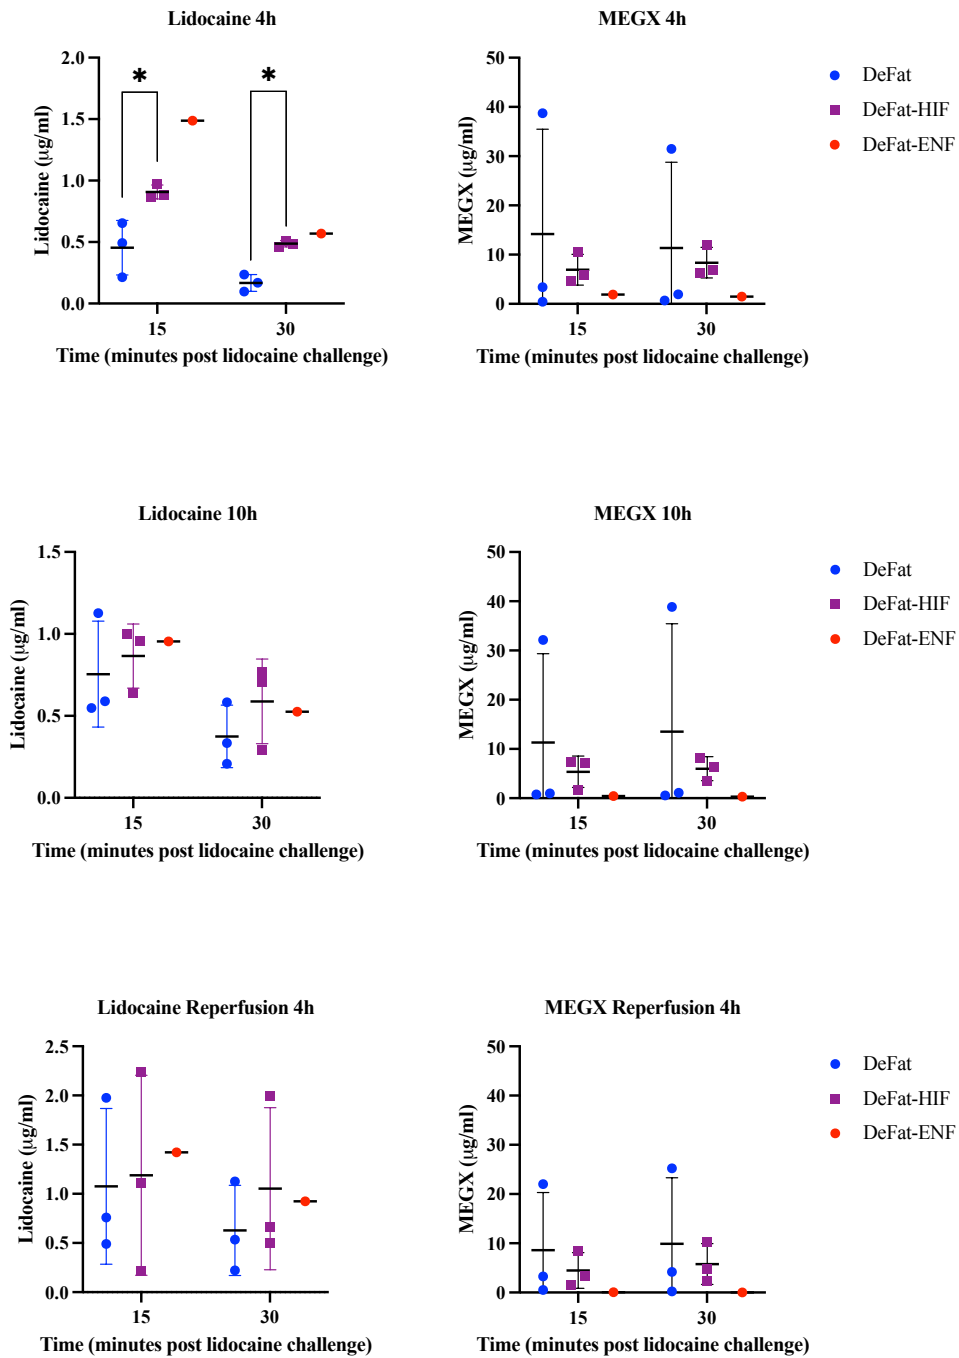 Lidocaine 4h
MEGX 4h
Lidocaine (μg/ml)
2.0
1.5
1.0
0.5
0.0
*
*
15
30
Time (minutes post lidocaine challenge)
MEGX (μg/ml)
50
40
30
20
10
0
15
30
Time (minutes post lidocaine challenge)
DeFat
DeFat-HIF
DeFat-ENF
Lidocaine 10h
MEGX 10h
Lidocaine (μg/ml)
1.5
1.0
0.5
0.0
15
30
Time (minutes post lidocaine challenge)
MEGX (μg/ml)
50
40
30
20
10
0
15
30
Time (minutes post lidocaine challenge)
DeFat
DeFat-HIF
DeFat-ENF
Lidocaine Reperfusion 4h
MEGX Reperfusion 4h
Lidocaine (μg/ml)
2.5
2.0
1.5
1.0
0.5
0.0
15
30
Time (minutes post lidocaine challenge)
MEGX (μg/ml)
50
40
30
20
10
0
15
30
Time (minutes post lidocaine challenge)
DeFat
DeFat-HIF
DeFat-ENF